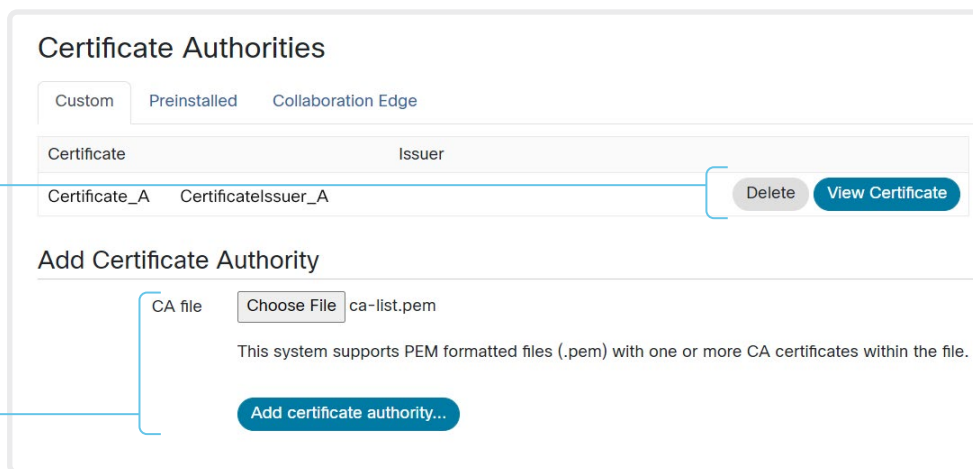 Certificate Authorities
Custom Preinstalled Collaboration Edge
Certificate Issuer
Certificate_A CertificateIssuer_A Delete View Certificate
Add Certificate Authority
CA file Choose File ca-list.pem
This system supports PEM formatted files (.pem) with one or more CA certificates within the file.
Add certificate authority...